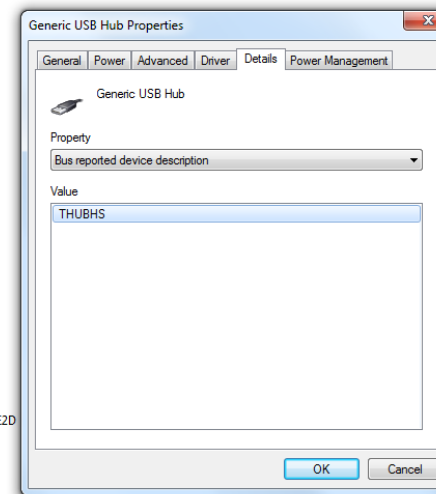 Generic USB Hub Properties
General Power Advanced Driver Details Power Management
Generic USB Hub
Property
Bus reported device description
Value
THUBHS
E2D
OK Cancel